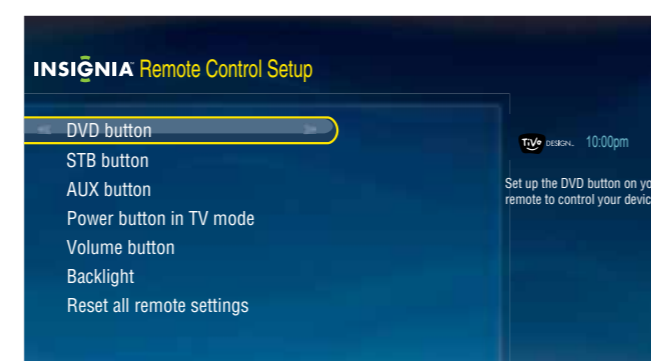 INSIGNIA Remote Control Setup
DVD button
STB button
AUX button
Power button in TV mode
Volume button
Backlight
Reset all remote settings
TiVo DESIGN. 10:00pm
Set up the DVD button on yo
remote to control your devic